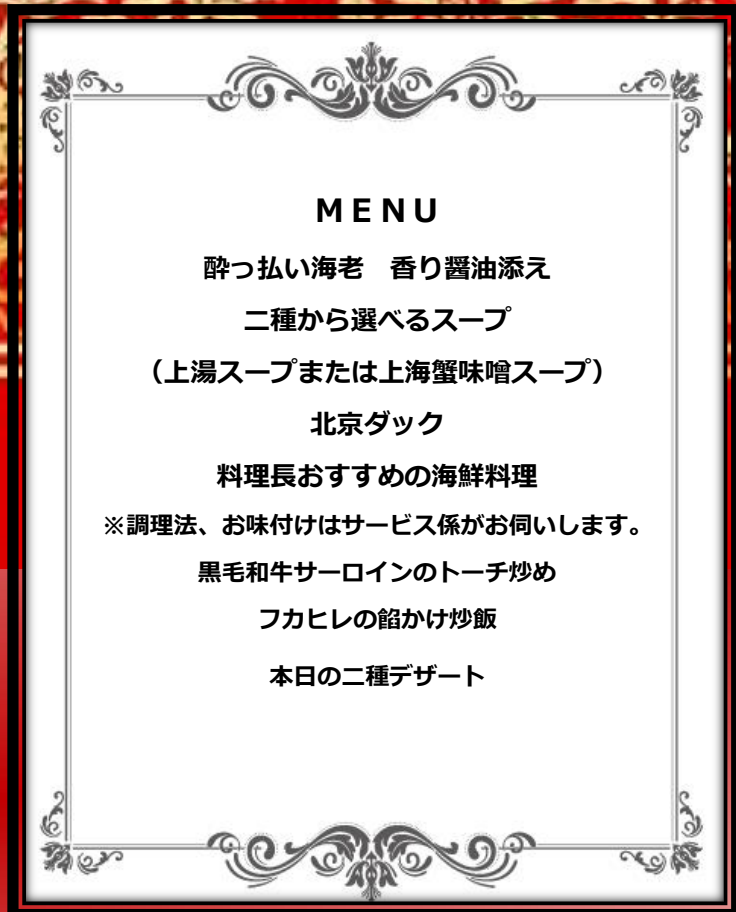 ＭＥＮＵ
酔っ払い海老　香り醤油添え
二種から選べるスープ
（上湯スープまたは上海蟹味噌スープ）
北京ダック
料理長おすすめの海鮮料理
※調理法、お味付けはサービス係がお伺いします。
黒毛和牛サーロインのトーチ炒め
フカヒレの餡かけ炒飯
本日の二種デザート